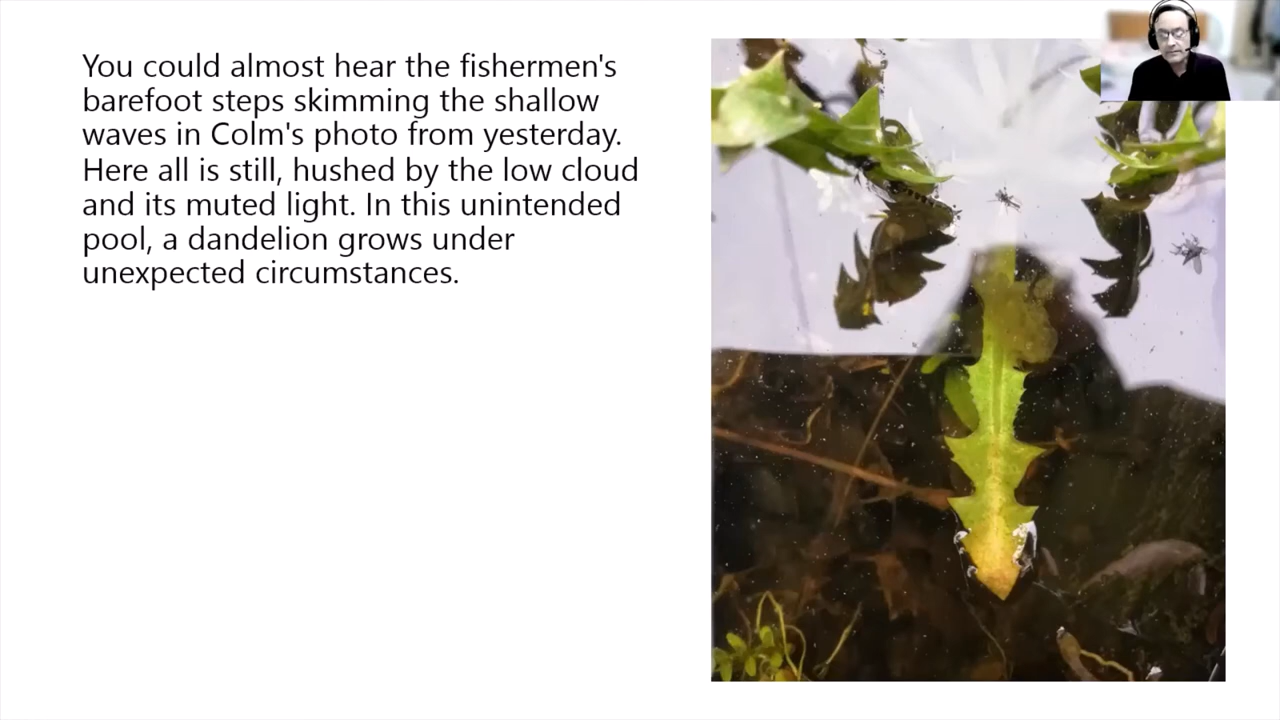 You could almost hear the fishermen's
barefoot steps skimming the shallow
waves in Colm's photo from yesterday.
Here all is still, hushed by the low cloud
and its muted light. In this unintended
pool, a dandelion grows under
unexpected circumstances.